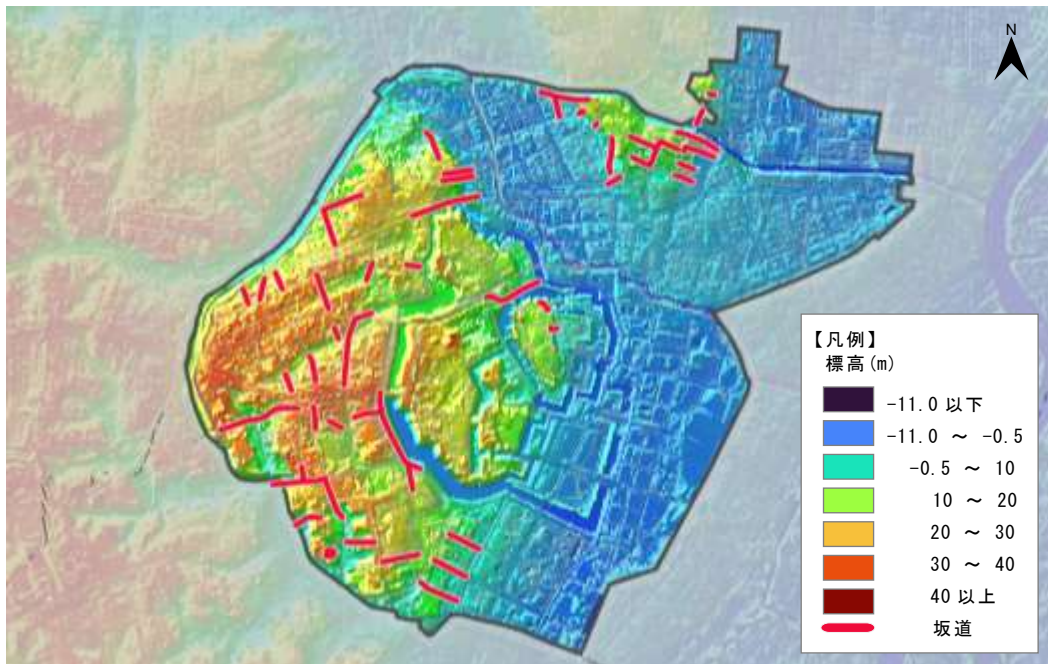 N
【凡例】
標高(m)
-11.0 以下
-11.0 ～ -0.5
-0.5 ～ 10
10 ～ 20
20 ～ 30
30 ～ 40
40 以上
坂道